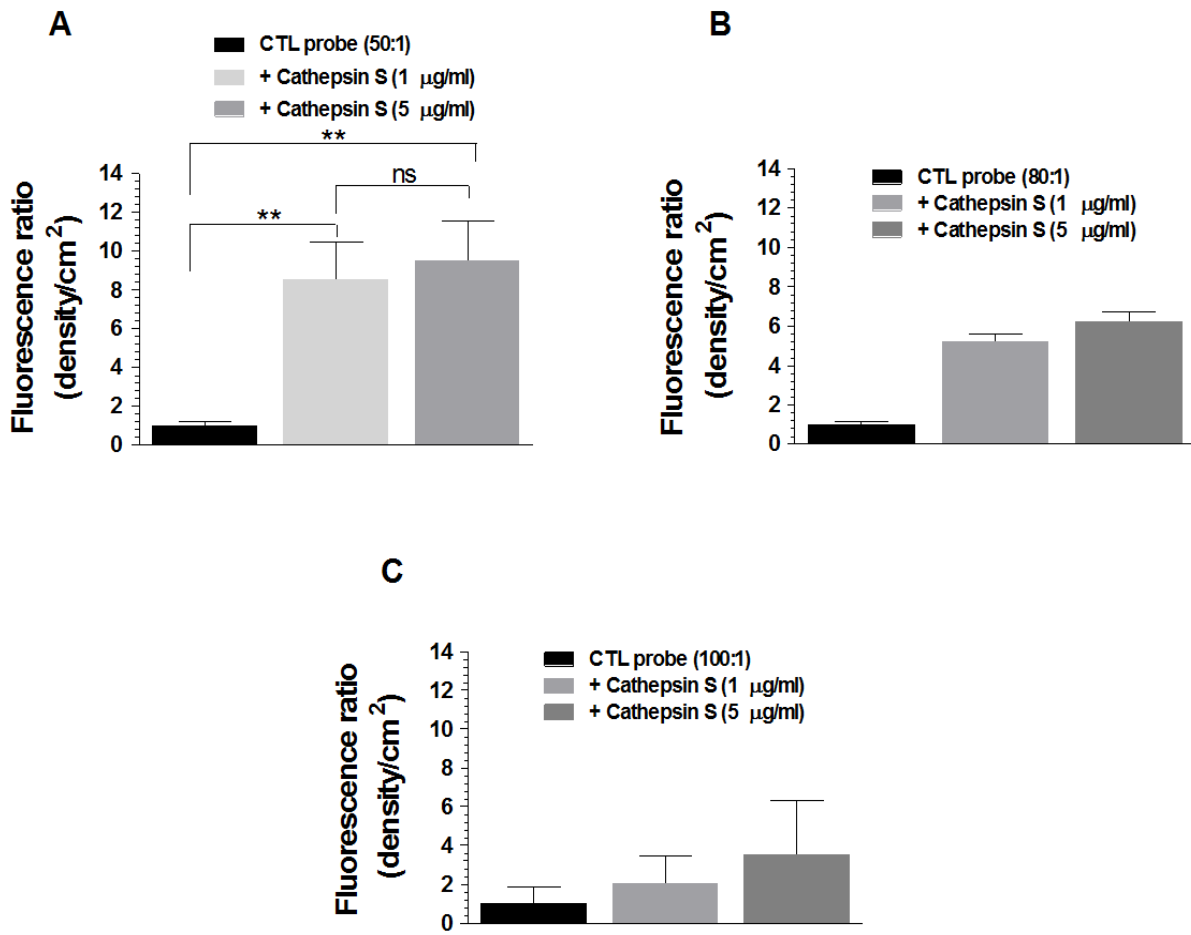 A
CTL probe (50:1)
+ Cathepsin S (1 μg/ml)
+ Cathepsin S (5 μg/ml)
**
ns
**
Fluorescence ratio
(density/cm²)
14
12
10
8
6
4
2
0
B
CTL probe (80:1)
+ Cathepsin S (1 μg/ml)
+ Cathepsin S (5 μg/ml)
Fluorescence ratio
(density/cm²)
14
12
10
8
6
4
2
0
C
CTL probe (100:1)
+ Cathepsin S (1 μg/ml)
+ Cathepsin S (5 μg/ml)
Fluorescence ratio
(density/cm²)
14
12
10
8
6
4
2
0